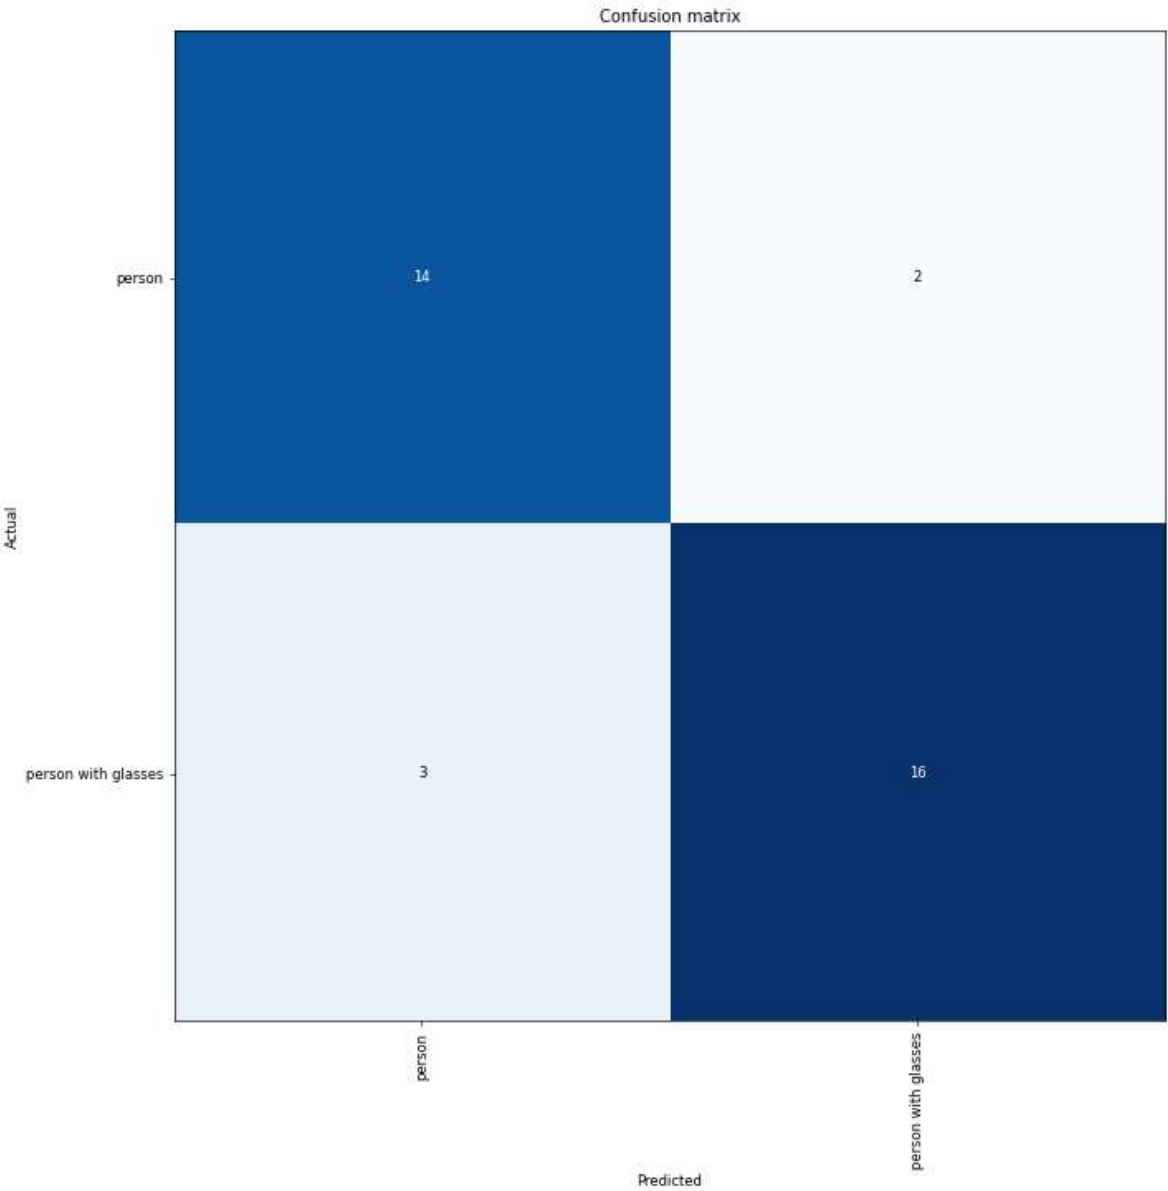 Confusion matrix
person
14
2
Actual
person with glasses
3
16
person
person with glasses
Predicted